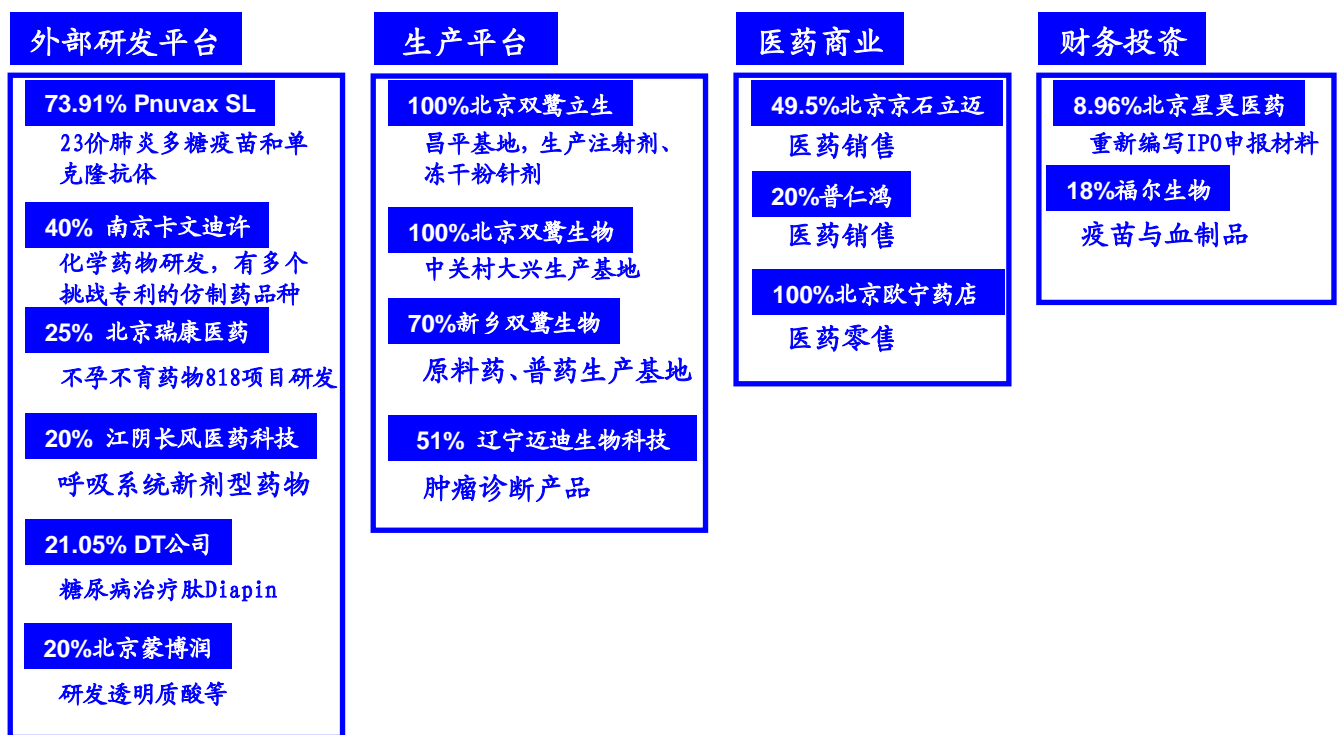 外部研发平台
73.91% Pnuvax SL
23价肺炎多糖疫苗和单
克隆抗体
40% 南京卡文迪许
化学药物研发，有多个
挑战专利的仿制药品种
25% 北京瑞康医药
不孕不育药物818项目研发
20% 江阴长风医药科技
呼吸系统新剂型药物
21.05% DT公司
糖尿病治疗肽Diapin
20%北京蒙博润
研发透明质酸等
生产平台
100%北京双鹭立生
昌平基地，生产注射剂、
冻干粉针剂
100%北京双鹭生物
中关村大兴生产基地
70%新乡双鹭生物
原料药、普药生产基地
51% 辽宁迈迪生物科技
肿瘤诊断产品
医药商业
49.5%北京京石立迈
医药销售
20%普仁鸿
医药销售
100%北京欧宁药店
医药零售
财务投资
8.96%北京星昊医药
重新编写IPO申报材料
18%福尔生物
疫苗与血制品